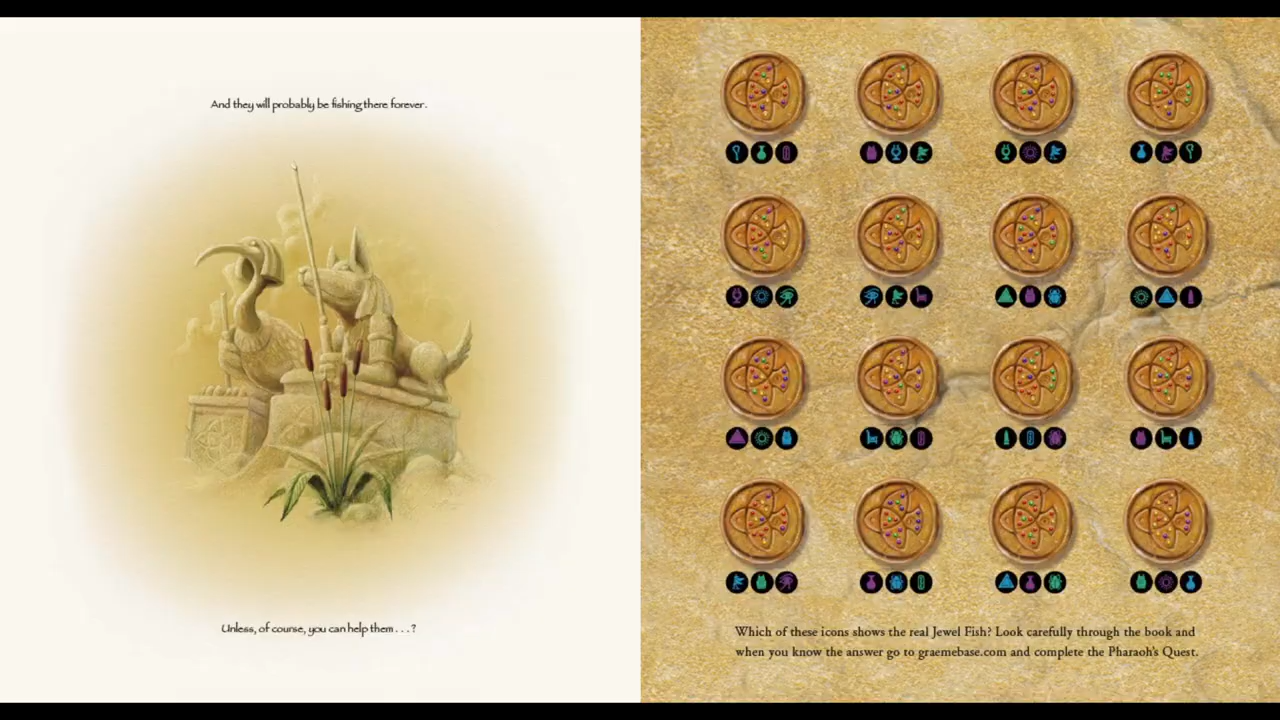 And they will probably be fishing there forever.
Unless, of course, you can help them . . . ?
Which of these icons shows the real Jewel Fish? Look carefully through the book and
when you know the answer go to graemebase.com and complete the Pharaoh's Quest.